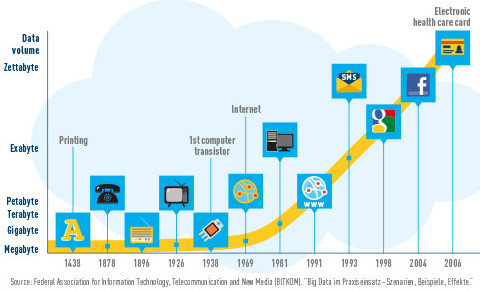 Electronic
health care card
Data
volume
Zettabyte
SMS
Internet
Printing
1st computer
transistor
Exabyte
Petabyte
Terabyte
Gigabyte
Megabyte
A
www
g
f
1438 1878 1896 1926 1938 1969 1981 1991 1993 1998 2004 2006
Source: Federal Association for Information Technology, Telecommunication and New Media (BITKOM), "Big Data im Praxiseinsatz – Szenarien, Beispiele, Effekte."